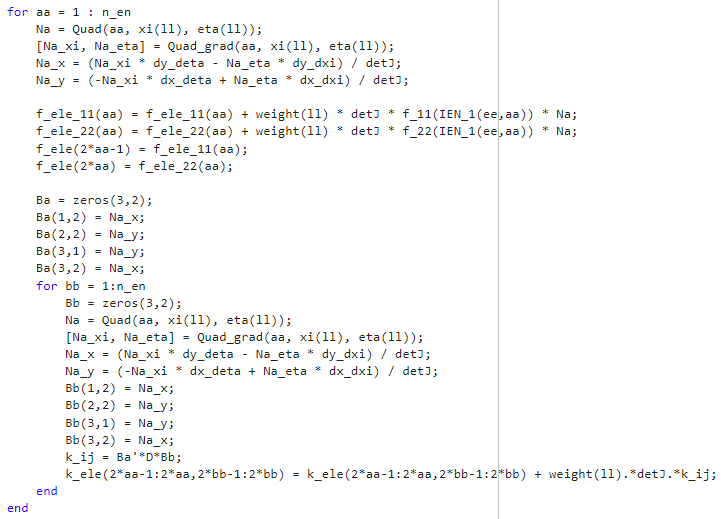 for aa = 1 : n_en
    Na = Quad(aa, xi(ll), eta(ll));
    [Na_xi, Na_eta] = Quad_grad(aa, xi(ll), eta(ll));
    Na_x = (Na_xi * dy_deta - Na_eta * dy_dxi) / detJ;
    Na_y = (-Na_xi * dx_deta + Na_eta * dx_dxi) / detJ;

    f_ele_11(aa) = f_ele_11(aa) + weight(ll) * detJ * f_11(IEN_1(ee,aa)) * Na;
    f_ele_22(aa) = f_ele_22(aa) + weight(ll) * detJ * f_22(IEN_1(ee,aa)) * Na;
    f_ele(2*aa-1) = f_ele_11(aa);
    f_ele(2*aa) = f_ele_22(aa);

    Ba = zeros(3,2);
    Ba(1,2) = Na_x;
    Ba(2,2) = Na_y;
    Ba(3,1) = Na_y;
    Ba(3,2) = Na_x;
    for bb = 1:n_en
        Bb = zeros(3,2);
        Na = Quad(aa, xi(ll), eta(ll));
        [Na_xi, Na_eta] = Quad_grad(aa, xi(ll), eta(ll));
        Na_x = (Na_xi * dy_deta - Na_eta * dy_dxi) / detJ;
        Na_y = (-Na_xi * dx_deta + Na_eta * dx_dxi) / detJ;
        Bb(1,2) = Na_x;
        Bb(2,2) = Na_y;
        Bb(3,1) = Na_y;
        Bb(3,2) = Na_x;
        k_ij = Ba'*D*Bb;
        k_ele(2*aa-1:2*aa,2*bb-1:2*bb) = k_ele(2*aa-1:2*aa,2*bb-1:2*bb) + weight(ll).*detJ.*k_ij;
    end
end